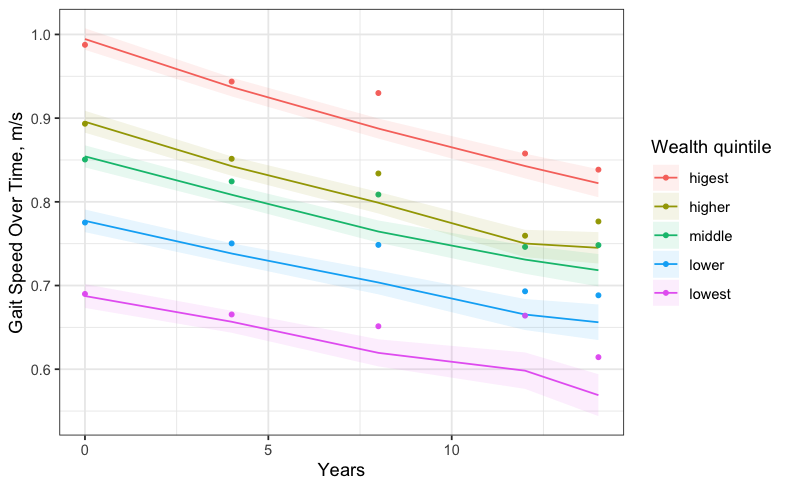 Gait Speed Over Time, m/s
1.0
0.9
0.8
0.7
0.6
0
5
10
Years
Wealth quintile
higest
higher
middle
lower
lowest